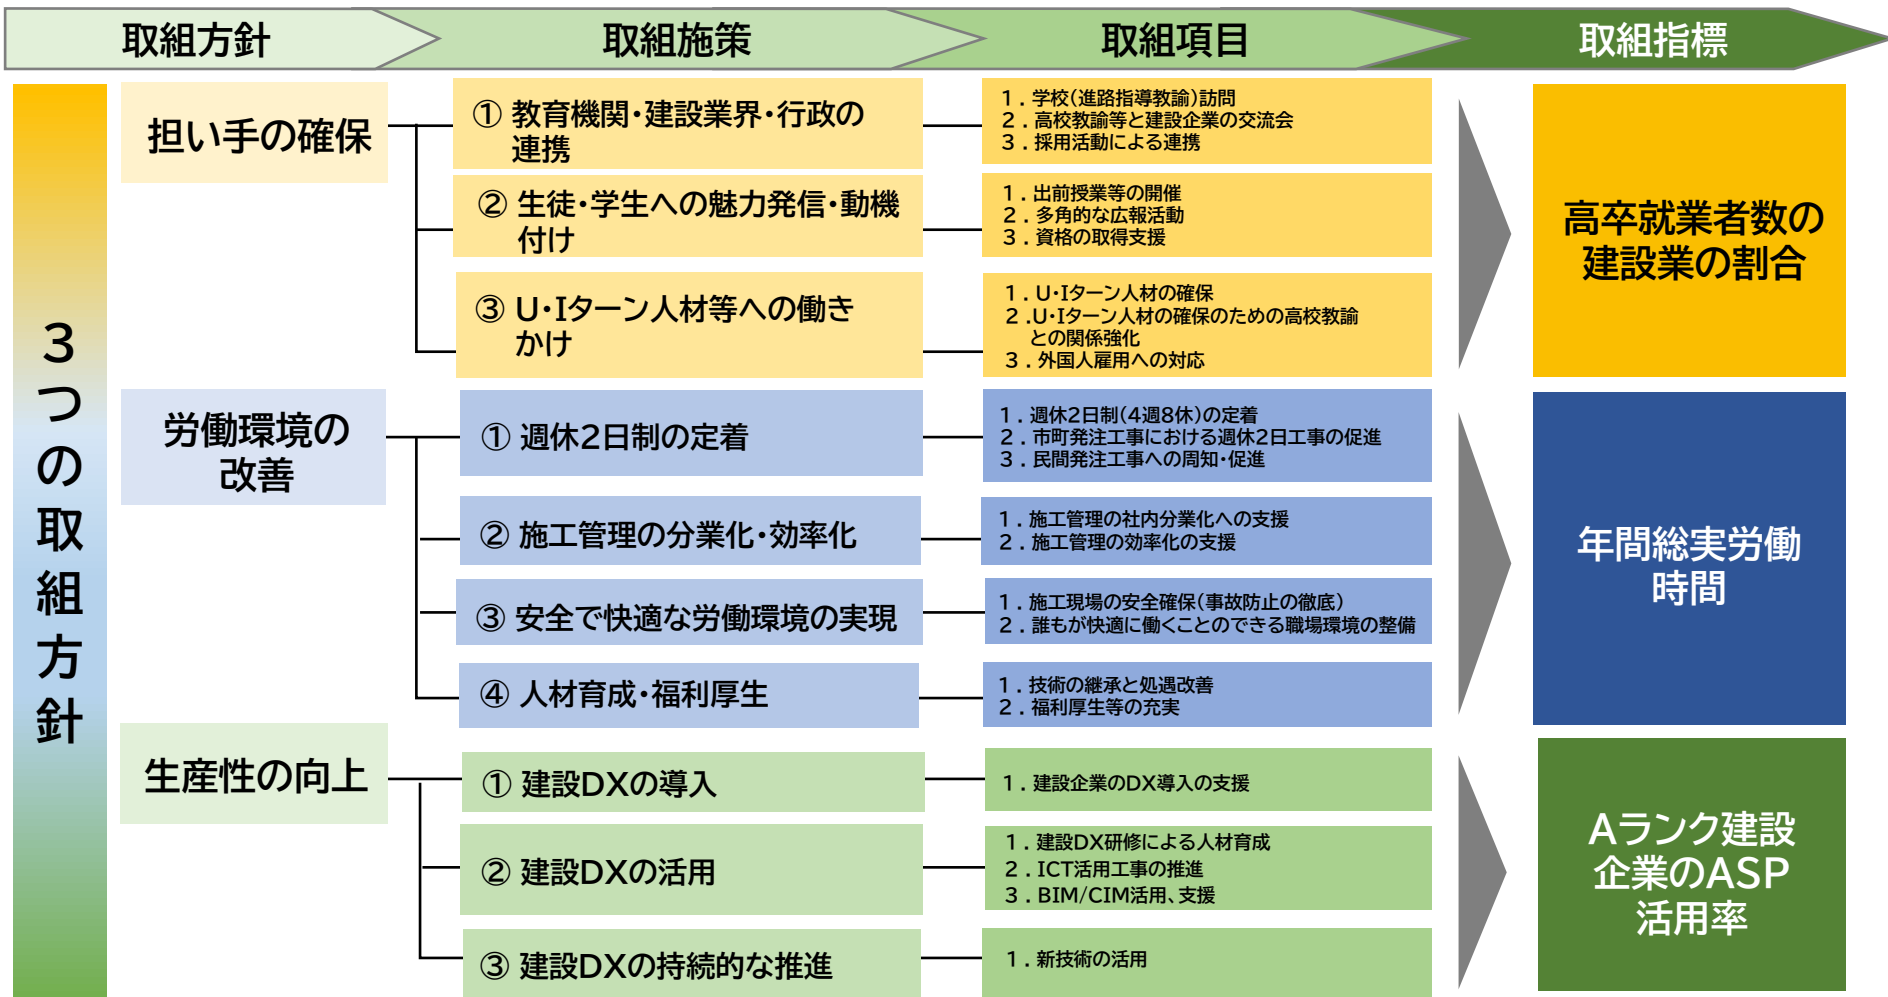 取組方針
取組施策
取組項目
取組指標
3つの取組方針
担い手の確保
① 教育機関・建設業界・行政の
連携
1．学校（進路指導教諭）訪問
2．高校教諭等と建設企業の交流会
3．採用活動による連携
② 生徒・学生への魅力発信・動機
付け
1．出前授業等の開催
2．多角的な広報活動
3．資格の取得支援
③ U・Iターン人材等への働き
かけ
1．U・Iターン人材の確保
2．U・Iターン人材の確保のための高校教諭
との関係強化
3．外国人雇用への対応
高卒就業者数の
建設業の割合
労働環境の
改善
① 週休2日制の定着
1．週休2日制（4週8休）の定着
2．市町発注工事における週休2日工事の促進
3．民間発注工事への周知・促進
② 施工管理の分業化・効率化
1．施工管理の社内分業化への支援
2．施工管理の効率化の支援
③ 安全で快適な労働環境の実現
1．施工現場の安全確保（事故防止の徹底）
2．誰もが快適に働くことのできる職場環境の整備
④ 人材育成・福利厚生
1．技術の継承と処遇改善
2．福利厚生等の充実
年間総実労働
時間
生産性の向上
① 建設DXの導入
1．建設企業のDX導入の支援
② 建設DXの活用
1．建設DX研修による人材育成
2．ICT活用工事の推進
3．BIM/CIM活用、支援
③ 建設DXの持続的な推進
1．新技術の活用
Aランク建設
企業のASP
活用率